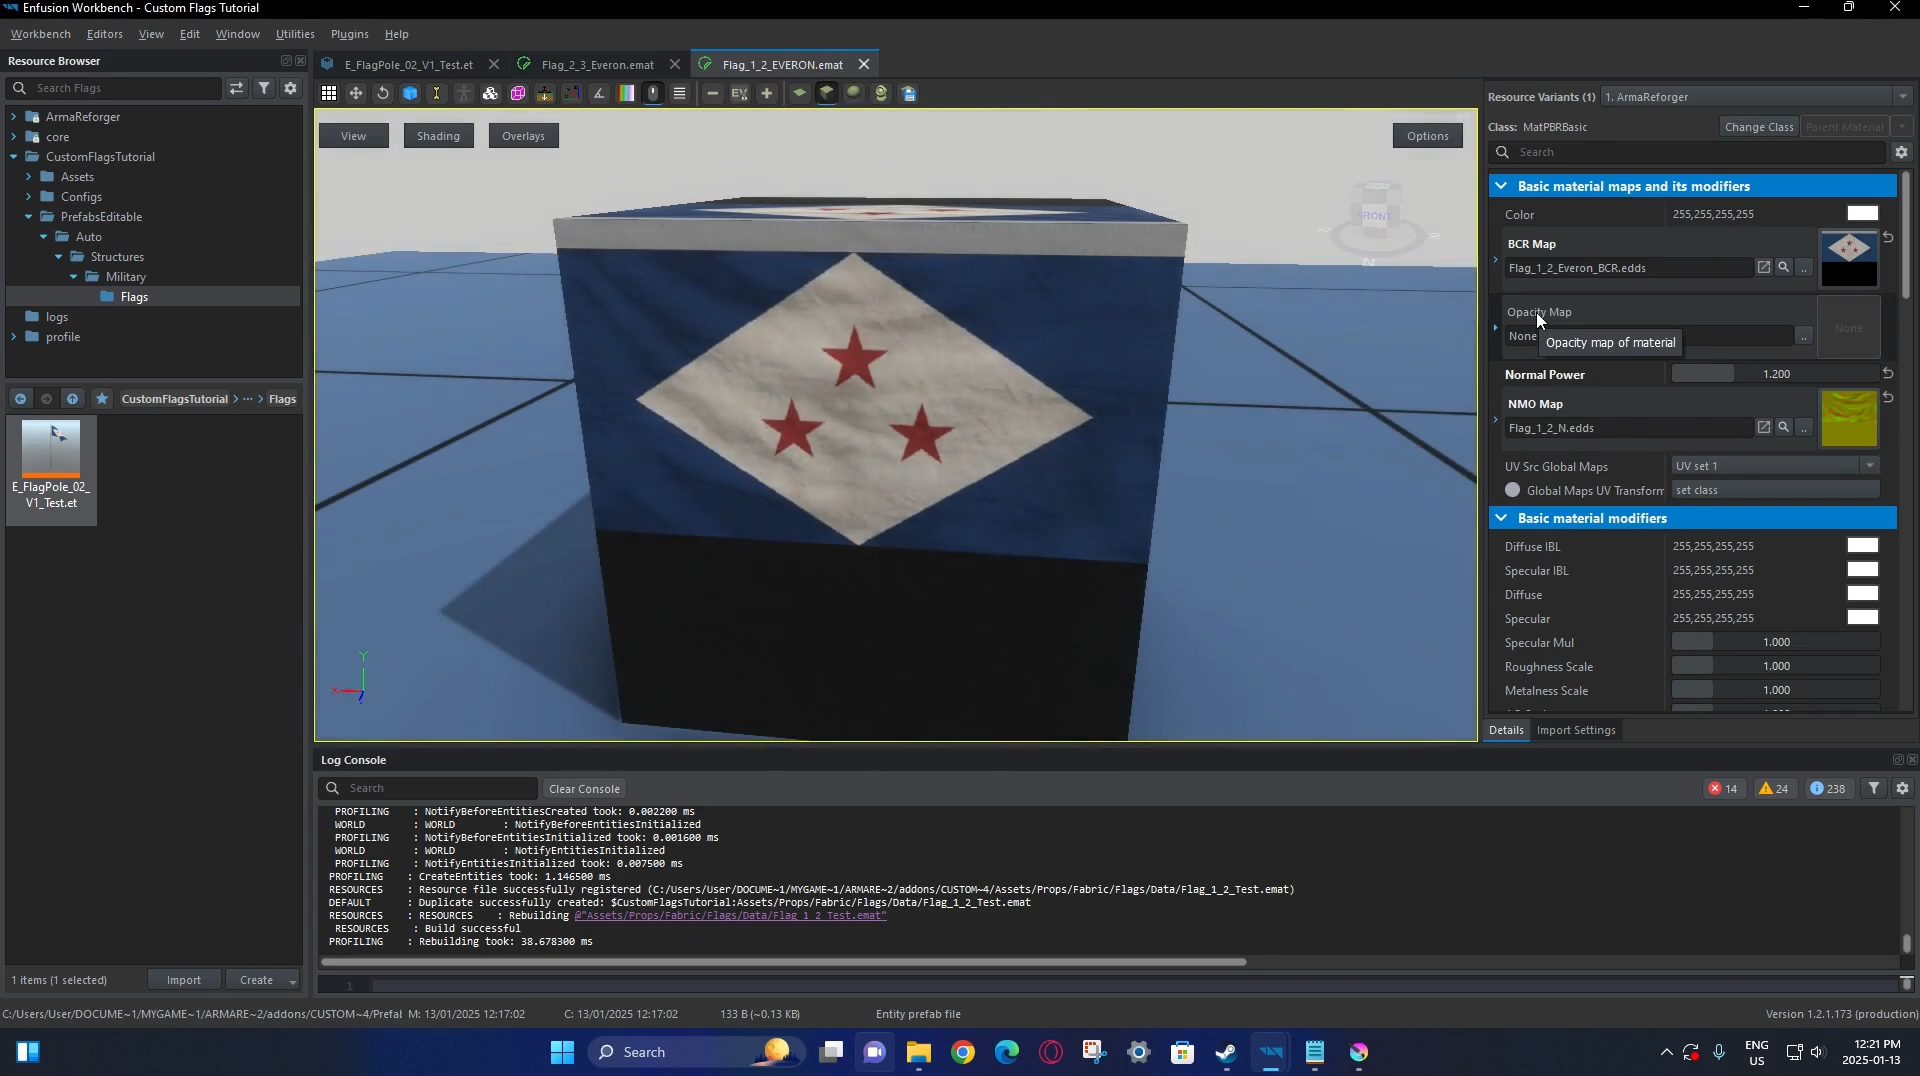 Enfusion Workbench - Custom Flags Tutorial
Workbench Editors View Edit Window Utilities Plugins Help
Resource Browser
Search Flags
ArmaReforger
core
CustomFlagsTutorial
Assets
Configs
PrefabsEditable
Auto
Structures
Military
Flags
logs
profile
CustomFlagsTutorial > ··· > Flags
E_FlagPole_02_
V1_Test.et
1 items (1 selected) Import Create
E_FlagPole_02_V1_Test.et Flag_2_3_Everon.emat Flag_1_2_EVERON.emat
EV
View Shading Overlays Options
FRONT
N
Y
X
Z
Resource Variants (1) 1. ArmaReforger
Class: MatPBRBasic Change Class Parent Material
Search
Basic material maps and its modifiers
Color 255,255,255,255
BCR Map
Flag_1_2_Everon_BCR.edds ..
Opacity Map
None .. None
Opacity map of material
Normal Power 1.200
NMO Map
Flag_1_2_N.edds ..
UV Src Global Maps UV set 1
Global Maps UV Transform set class
Basic material modifiers
Diffuse IBL 255,255,255,255
Specular IBL 255,255,255,255
Diffuse 255,255,255,255
Specular 255,255,255,255
Specular Mul 1.000
Roughness Scale 1.000
Metalness Scale 1.000
Details Import Settings
Log Console
Search Clear Console 14 24 238
PROFILING : NotifyBeforeEntitiesCreated took: 0.002200 ms
WORLD : WORLD : NotifyBeforeEntitiesInitialized
PROFILING : NotifyBeforeEntitiesInitialized took: 0.001600 ms
WORLD : WORLD : NotifyEntitiesInitialized
PROFILING : NotifyEntitiesInitialized took: 0.007500 ms
PROFILING : CreateEntities took: 1.146500 ms
RESOURCES : Resource file successfully registered (C:/Users/User/DOCUME~1/MYGAME~1/ARMARE~2/addons/CUSTOM~4/Assets/Props/Fabric/Flags/Data/Flag_1_2_Test.emat)
DEFAULT : Duplicate successfully created: $CustomFlagsTutorial:Assets/Props/Fabric/Flags/Data/Flag_1_2_Test.emat
RESOURCES : RESOURCES : Rebuilding @"Assets/Props/Fabric/Flags/Data/Flag_1_2_Test.emat"
RESOURCES : Build successful
PROFILING : Rebuilding took: 38.678300 ms
1
C:/Users/User/DOCUME~1/MYGAME~1/ARMARE~2/addons/CUSTOM~4/Prefal M: 13/01/2025 12:17:02 C: 13/01/2025 12:17:02 133 B (~0.13 KB) Entity prefab file Version 1.2.1.173 (production)
Search
ENG
US
12:21 PM
2025-01-13